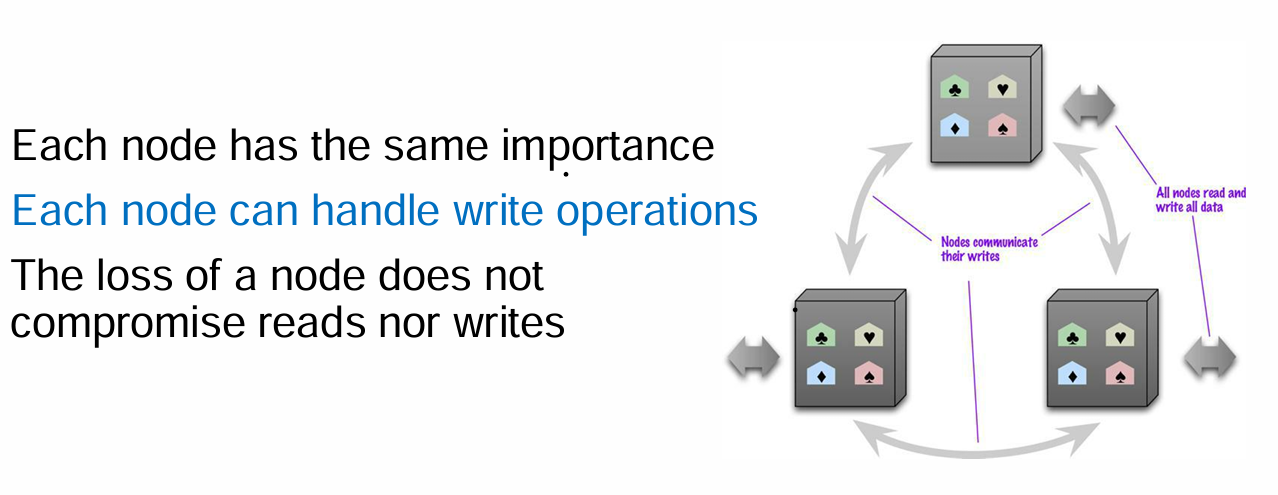 Each node has the same importance
Each node can handle write operations
The loss of a node does not
compromise reads nor writes
All nodes read and
write all data
Nodes communicate
their writes